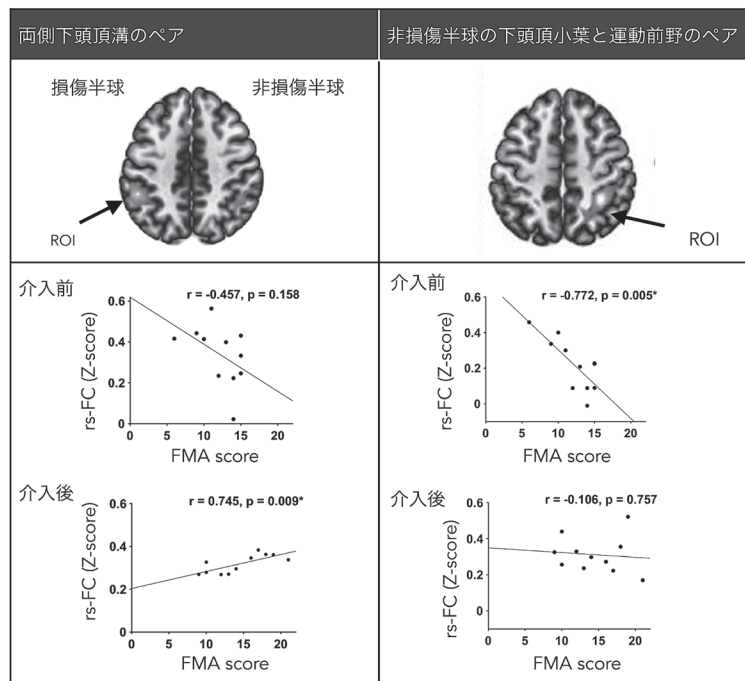 両側下頭頂溝のペア
非損傷半球の下頭頂小葉と運動前野のペア
損傷半球
非損傷半球
ROI
ROI
介入前
r = -0.457, p = 0.158
rs-FC (Z-score)
0.6
0.4
0.2
0
0 5 10 15 20
FMA score
介入前
r = -0.772, p = 0.005*
rs-FC (Z-score)
0.6
0.4
0.2
0
0 5 10 15 20
FMA score
介入後
r = 0.745, p = 0.009*
rs-FC (Z-score)
0.6
0.4
0.2
0
0 5 10 15 20
FMA score
介入後
r = -0.106, p = 0.757
rs-FC (Z-score)
0.6
0.4
0.2
0
0 5 10 15 20
FMA score